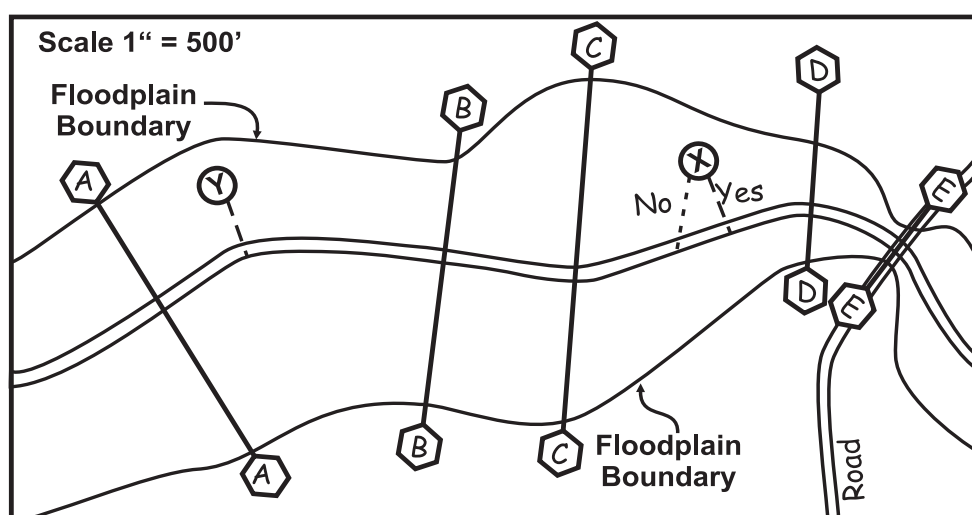 Scale 1“ = 500’
Floodplain
Boundary
A
Y
B
C
D
X
No
Yes
E
D
E
A
B
C
Floodplain
Boundary
Road